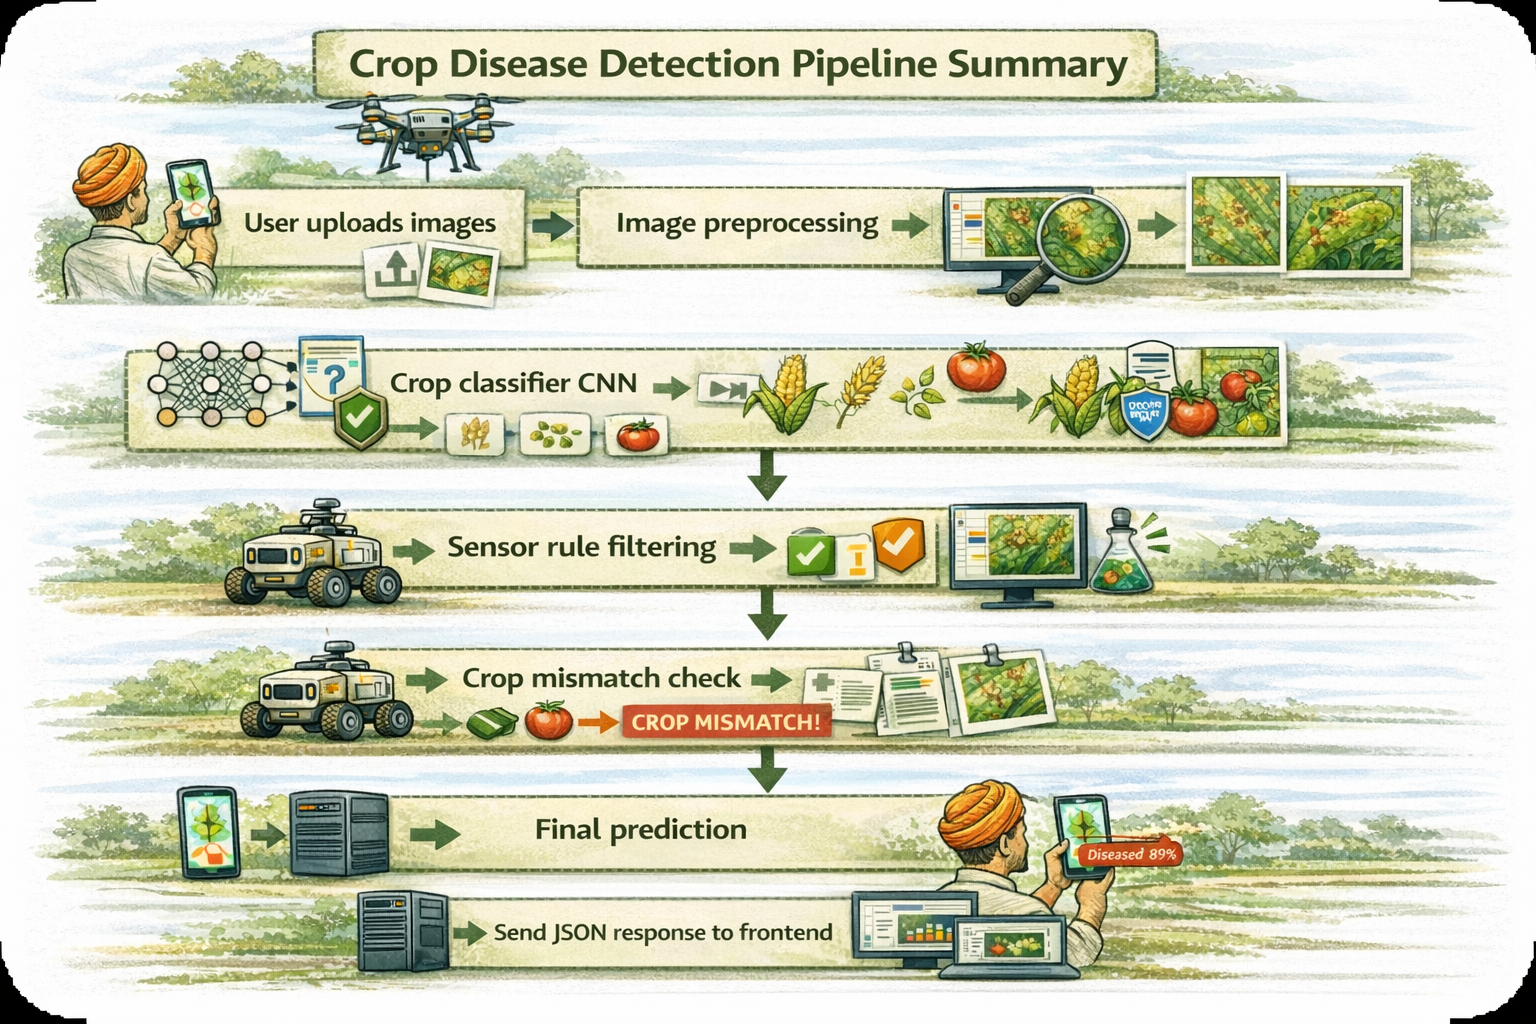 Crop Disease Detection Pipeline Summary
User uploads images
Image preprocessing
?
Crop classifier CNN
Sensor rule filtering
Crop mismatch check
CROP MISMATCH!
Final prediction
Diseased 89%
Send JSON response to frontend